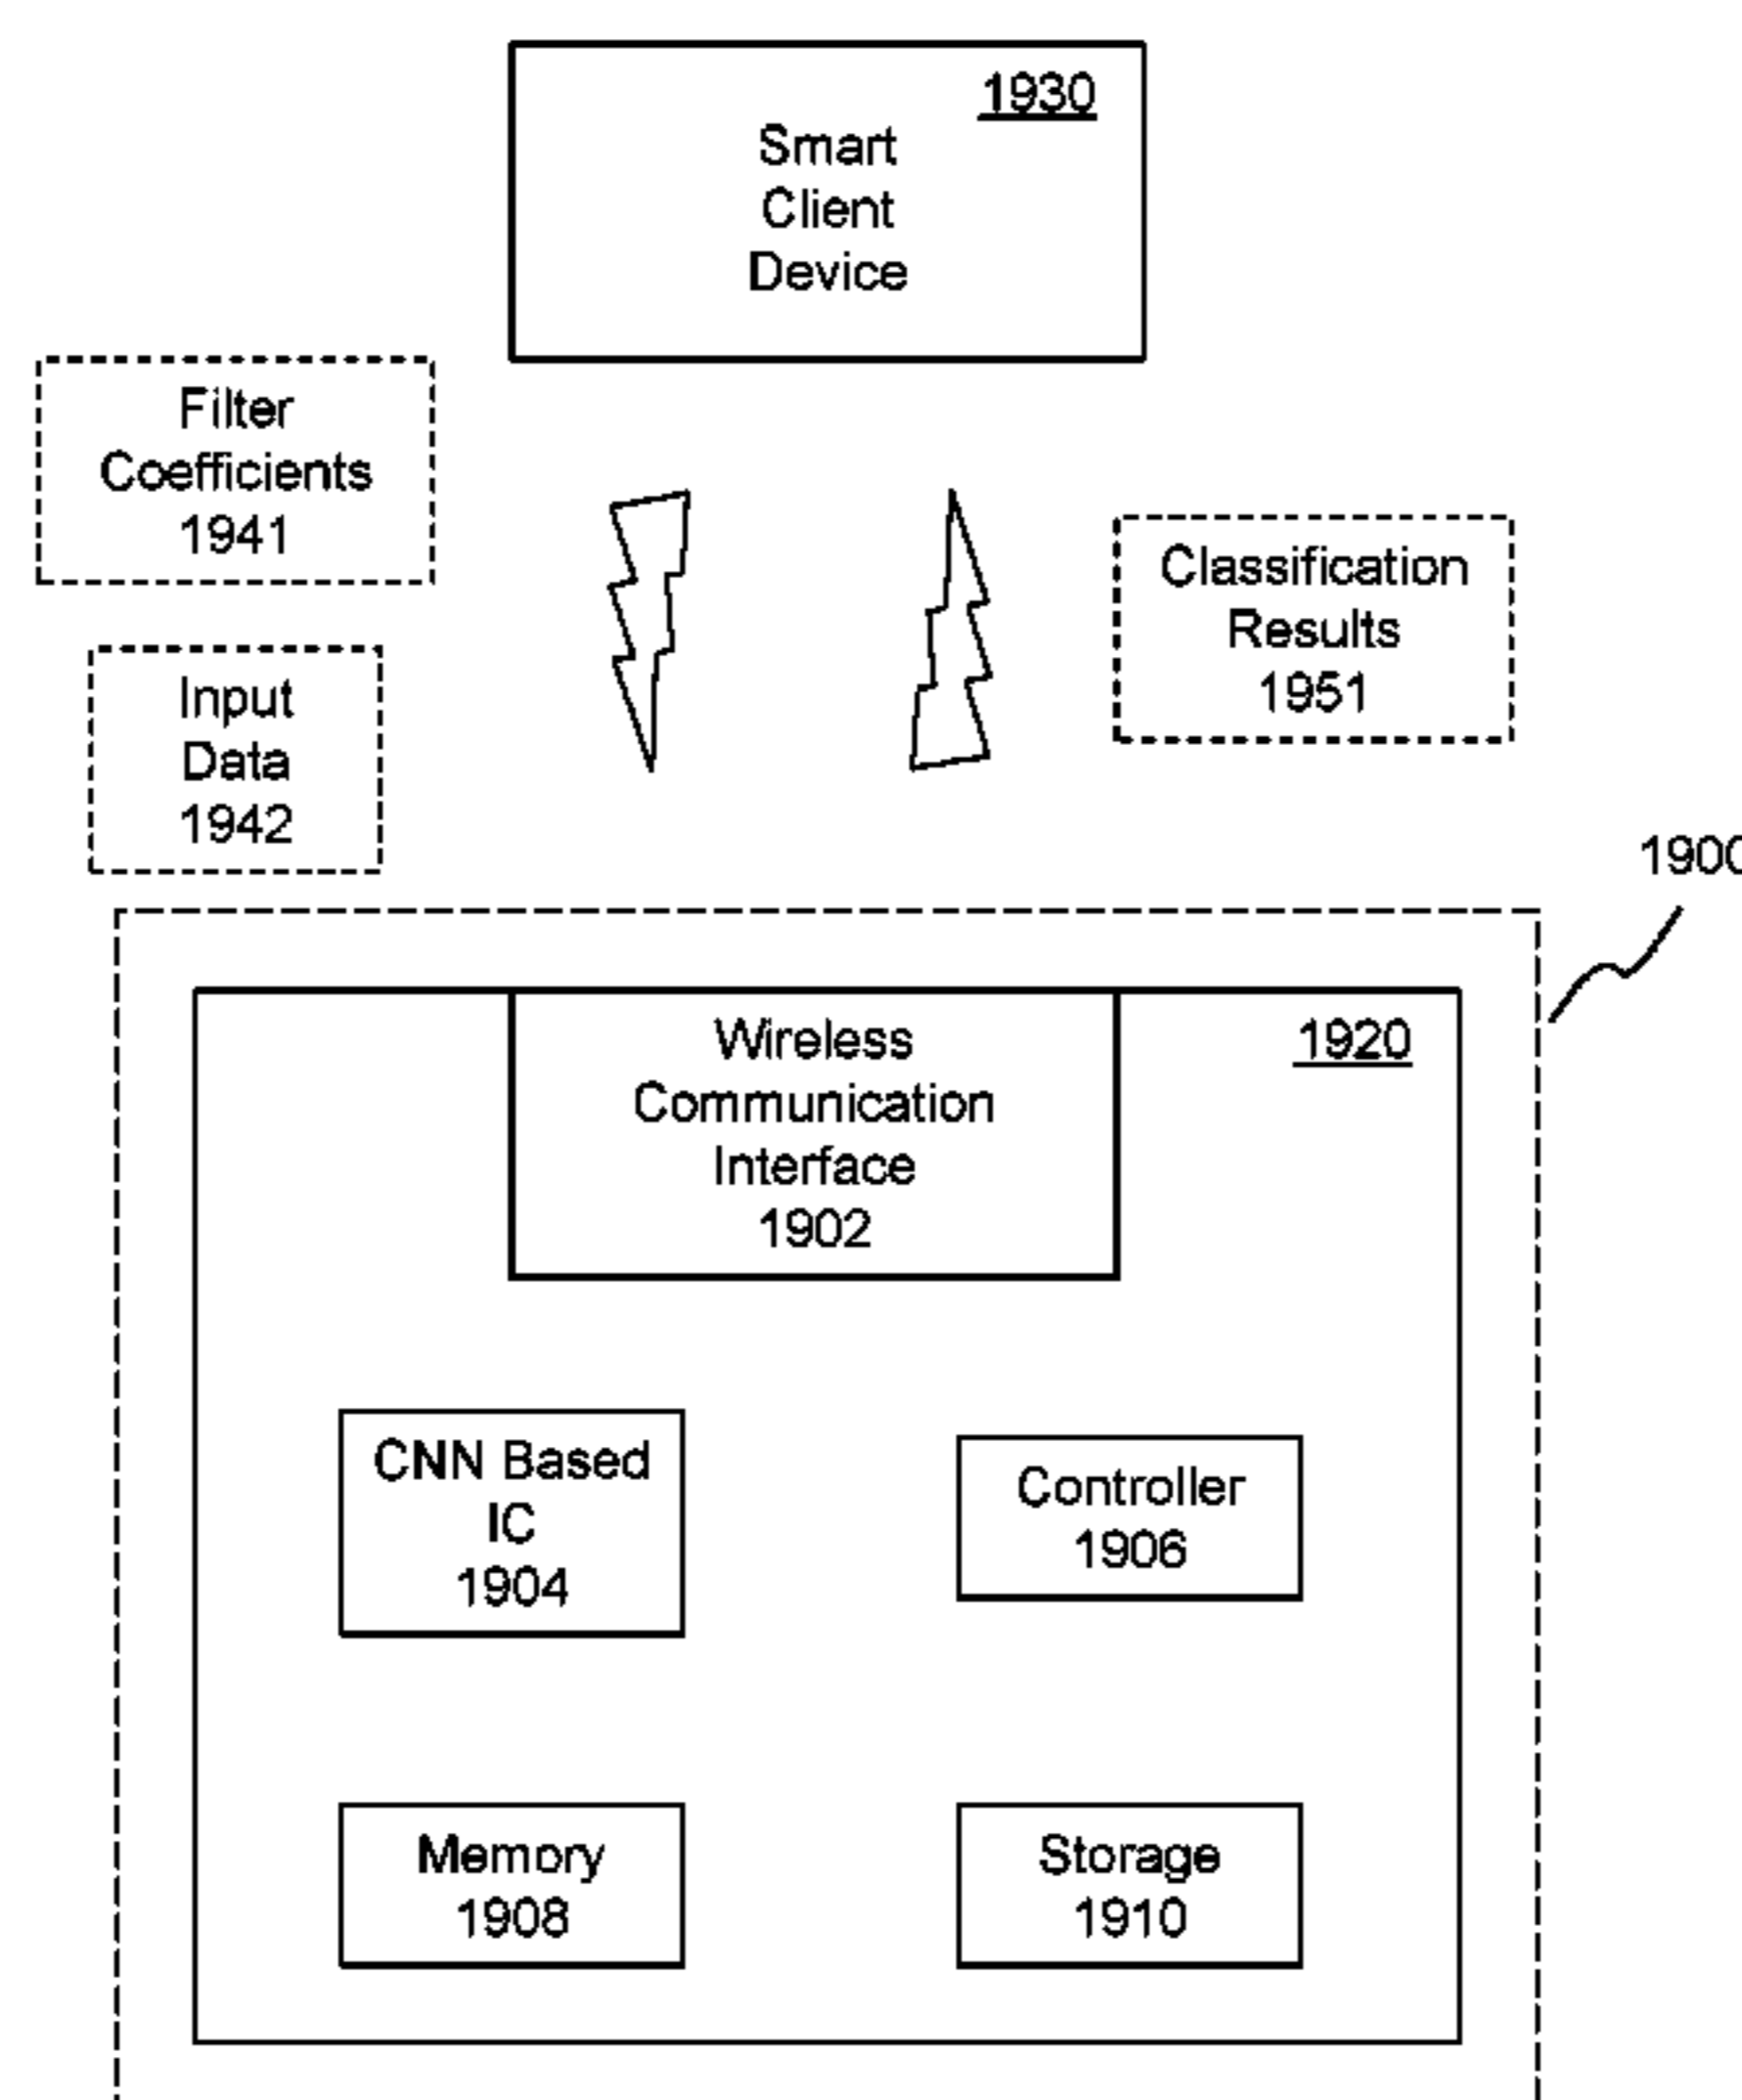 1930
Smart
Client
Device
Filter
Coefficients
1941
Classification
Results
1951
Input
Data
1942
1900
Wireless
Communication
Interface
1902
1920
CNN Based
IC
1904
Controller
1906
Memory
1908
Storage
1910